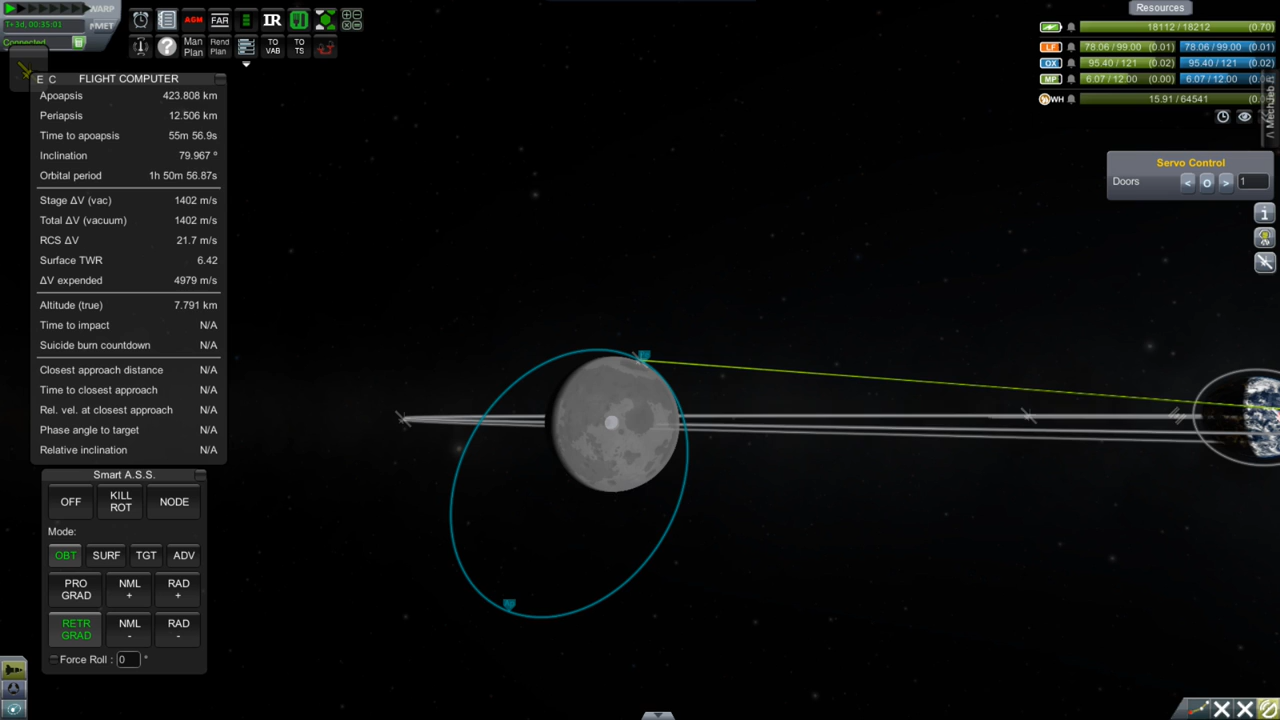 WARP
T+3d, 00:35:01
MET
Connected
AGM
FAR
IR
Man Plan
Rend Plan
TO VAB
TO TS
Resources
18112 / 18212 (0.70)
LF 78.06 / 99.00 (0.01) 78.06 / 99.00 (0.01)
OX 95.40 / 121 (0.02) 95.40 / 121 (0.02)
MP 6.07 / 12.00 (0.00) 6.07 / 12.00 (0.00)
WH 15.91 / 64541
/\ MechJeb /\
E C FLIGHT COMPUTER
Apoapsis 423.808 km
Periapsis 12.506 km
Time to apoapsis 55m 56.9s
Inclination 79.967 º
Orbital period 1h 50m 56.87s
Stage ΔV (vac) 1402 m/s
Total ΔV (vacuum) 1402 m/s
RCS ΔV 21.7 m/s
Surface TWR 6.42
ΔV expended 4979 m/s
Altitude (true) 7.791 km
Time to impact N/A
Suicide burn countdown N/A
Closest approach distance N/A
Time to closest approach N/A
Rel. vel. at closest approach N/A
Phase angle to target N/A
Relative inclination N/A
Servo Control
Doors < O > 1
Smart A.S.S.
OFF KILL ROT NODE
Mode:
OBT SURF TGT ADV
PRO GRAD NML + RAD +
RETR GRAD NML - RAD -
Force Roll : 0 °